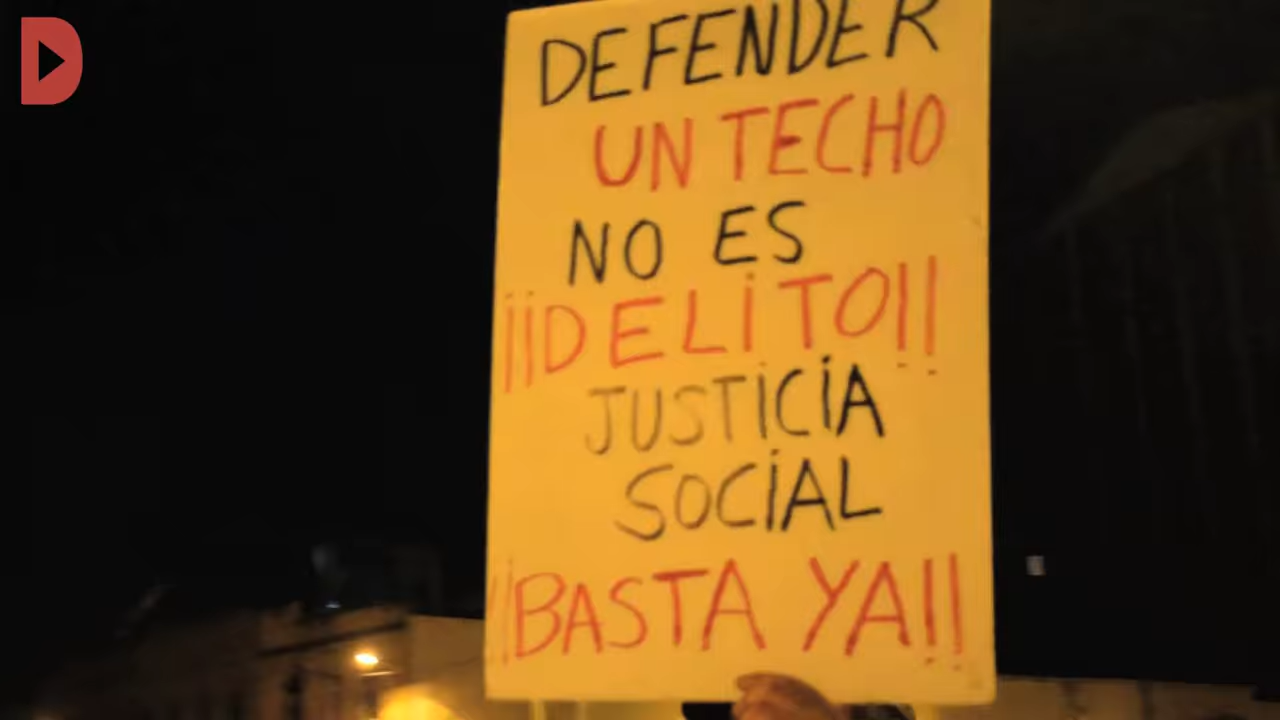 DEFENDER
UN TECHO
NO ES
¡¡DELITO!!
JUSTICIA
SOCIAL
¡¡BASTA YA!!